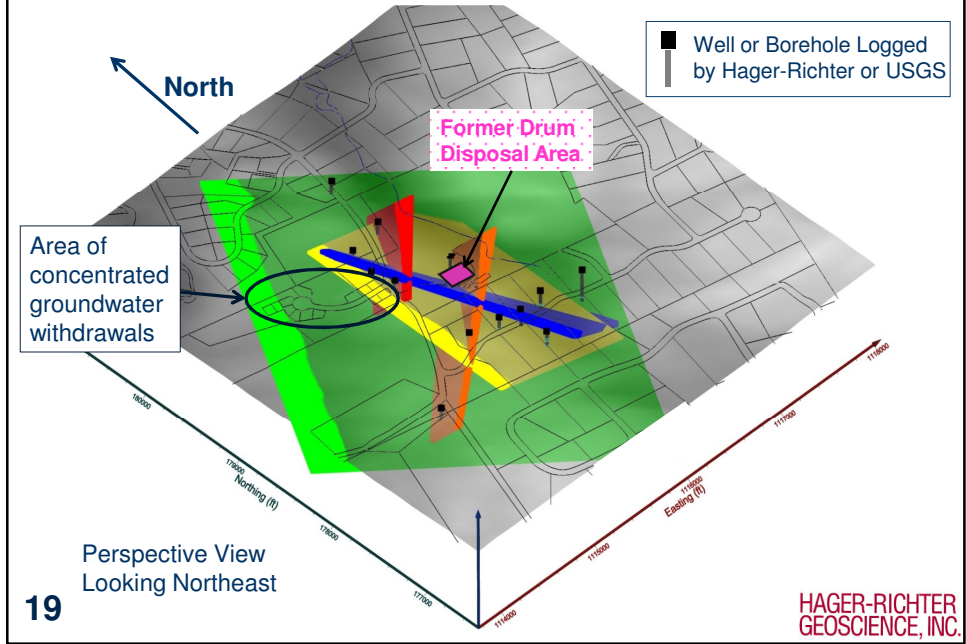 North
Well or Borehole Logged
by Hager-Richter or USGS
Former Drum
Disposal Area
Area of
concentrated
groundwater
withdrawals
180000
179000
178000
177000
Northing (ft)
1118000
1117000
1116000
1115000
1114000
Easting (ft)
Perspective View
Looking Northeast
19
HAGER-RICHTER
GEOSCIENCE, INC.